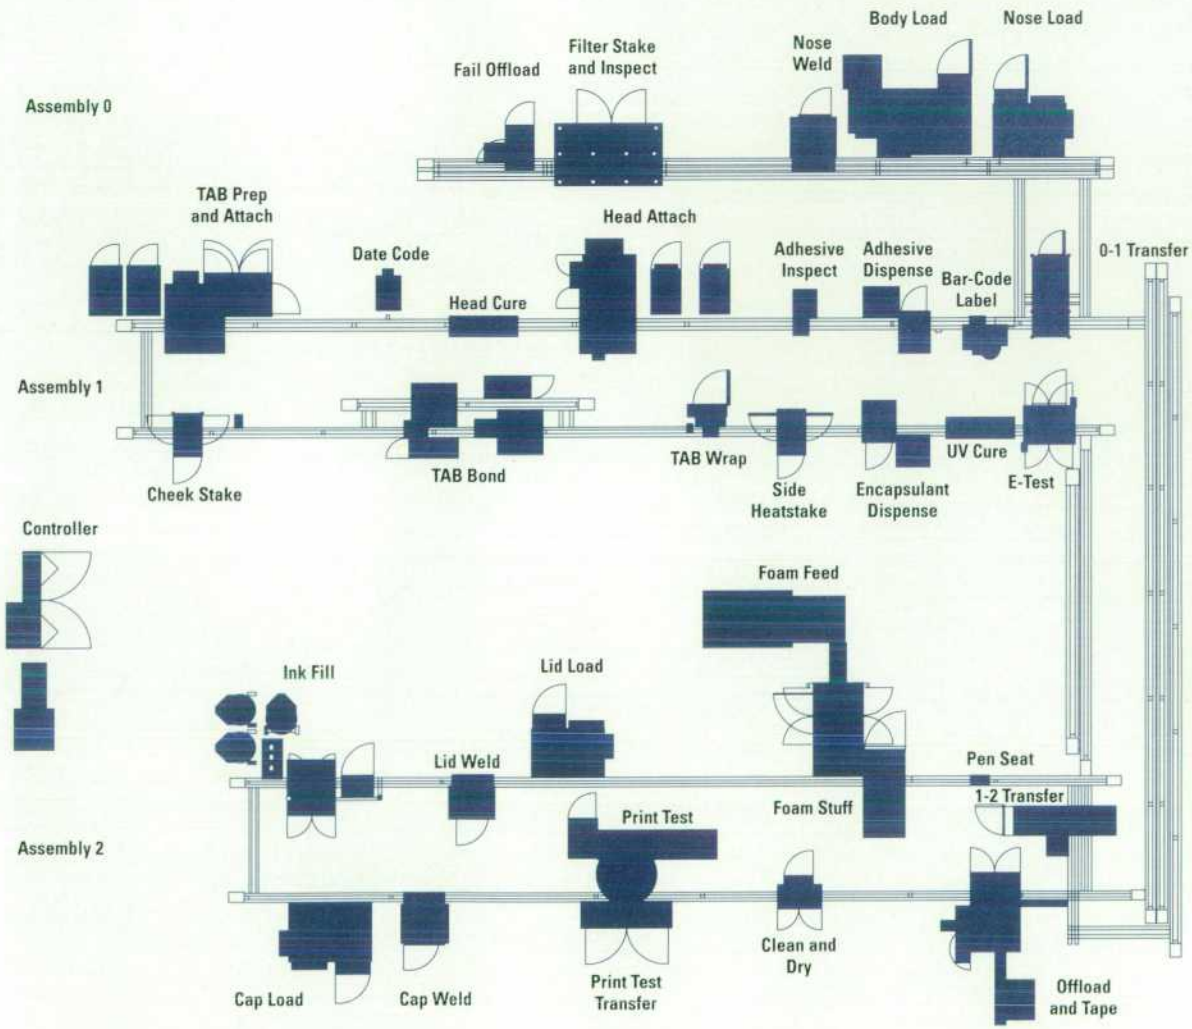 Body Load
Nose Load
Nose
Weld
Filter Stake
and Inspect
Fail Offload
Assembly 0
TAB Prep
and Attach
Head Attach
Date Code
Head Cure
Adhesive
Inspect
Adhesive
Dispense
Bar-Code
Label
0-1 Transfer
Assembly 1
Cheek Stake
TAB Bond
TAB Wrap
Side
Heatstake
Encapsulant
Dispense
UV Cure
E-Test
Controller
Foam Feed
Ink Fill
Lid Load
Lid Weld
Pen Seat
1-2 Transfer
Foam Stuff
Print Test
Assembly 2
Cap Load
Cap Weld
Print Test
Transfer
Clean and
Dry
Offload
and Tape